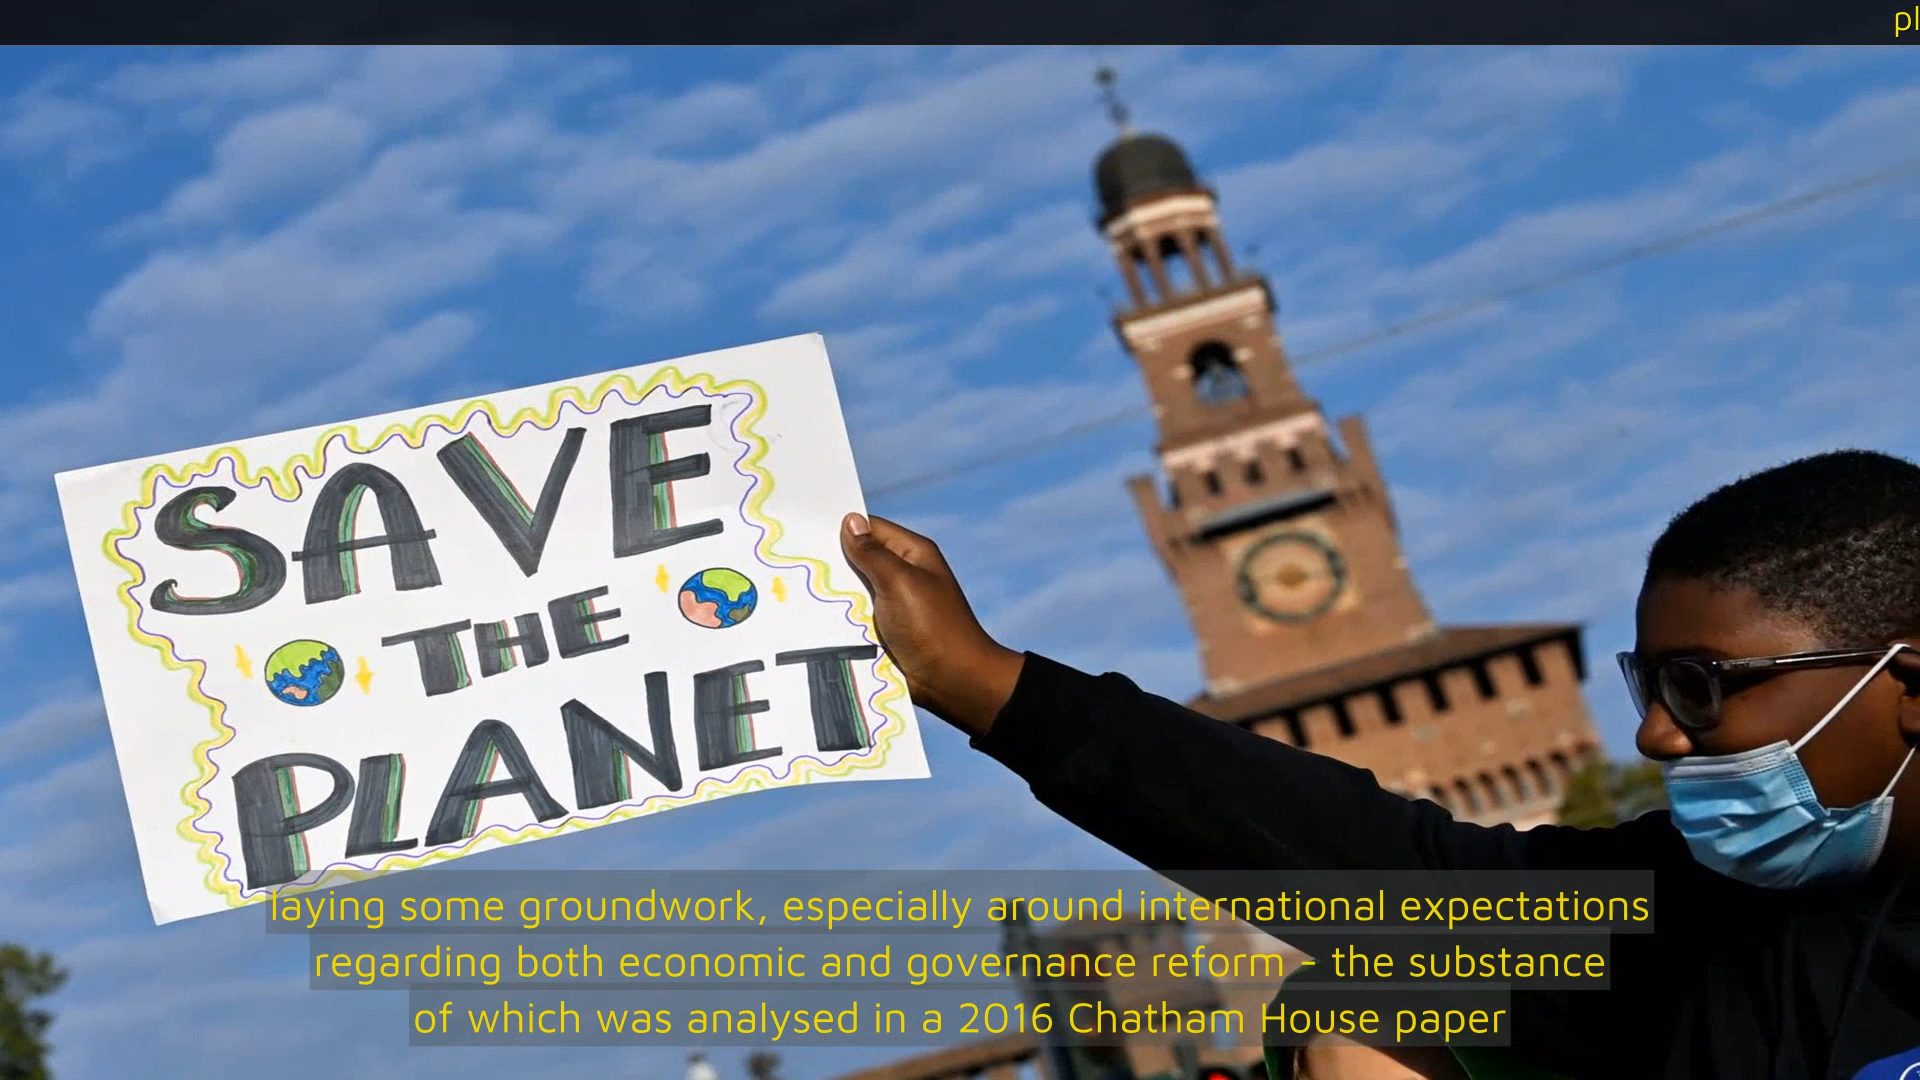 pl
SAVE
THE
PLANET
laying some groundwork, especially around international expectations
regarding both economic and governance reform - the substance
of which was analysed in a 2016 Chatham House paper